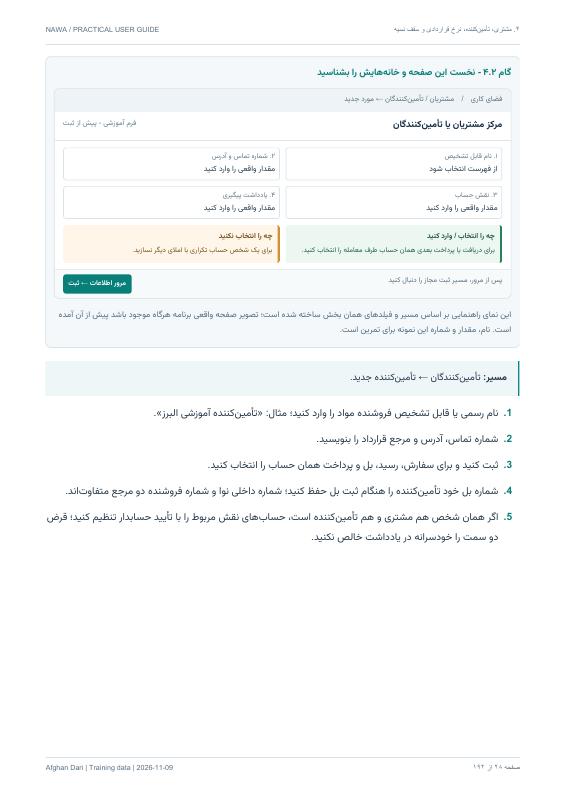 NAWA / PRACTICAL USER GUIDE
۴. مشتری، تأمین‌کننده، نرخ قراردادی و سقف نسیه
گام ۴.۲ - نخست این صفحه و خانه‌هایش را بشناسید
فضای کاری / مشتریان / تأمین‌کنندگان ← مورد جدید
مرکز مشتریان یا تأمین‌کنندگان
فرم آموزشی - پیش از ثبت
۱. نام قابل تشخیص
از فهرست انتخاب شود
۲. شماره تماس و آدرس
مقدار واقعی را وارد کنید
۳. نقش حساب
مقدار واقعی را وارد کنید
۴. یادداشت پیگیری
مقدار واقعی را وارد کنید
چه را انتخاب / وارد کنید
برای دریافت یا پرداخت بعدی همان حساب طرف معامله را انتخاب کنید.
چه را انتخاب نکنید
برای یک شخص حساب تکراری با املای دیگر نسازید.
پس از مرور، مسیر ثبت مجاز را دنبال کنید
مرور اطلاعات ← ثبت
این نمای راهنمایی بر اساس مسیر و فیلدهای همان بخش ساخته شده است؛ تصویر صفحه واقعی برنامه هرگاه موجود باشد پیش از آن آمده
است. نام، مقدار و شماره این نمونه برای تمرین است.
مسیر: تأمین‌کنندگان ← تأمین‌کننده جدید.
1. نام رسمی یا قابل تشخیص فروشنده مواد را وارد کنید؛ مثال: «تأمین‌کننده آموزشی البرز».
2. شماره تماس، آدرس و مرجع قرارداد را بنویسید.
3. ثبت کنید و برای سفارش، رسید، بل و پرداخت همان حساب را انتخاب کنید.
4. شماره بل خود تأمین‌کننده را هنگام ثبت بل حفظ کنید؛ شماره داخلی نوا و شماره فروشنده دو مرجع متفاوت‌اند.
5. اگر همان شخص هم مشتری و هم تأمین‌کننده است، حساب‌های نقش مربوط را با تأیید حسابدار تنظیم کنید؛ قرض
دو سمت را خودسرانه در یادداشت خالص نکنید.
Afghan Dari | Training data | 2026-11-09
صفحه ۲۸ از ۱۹۲